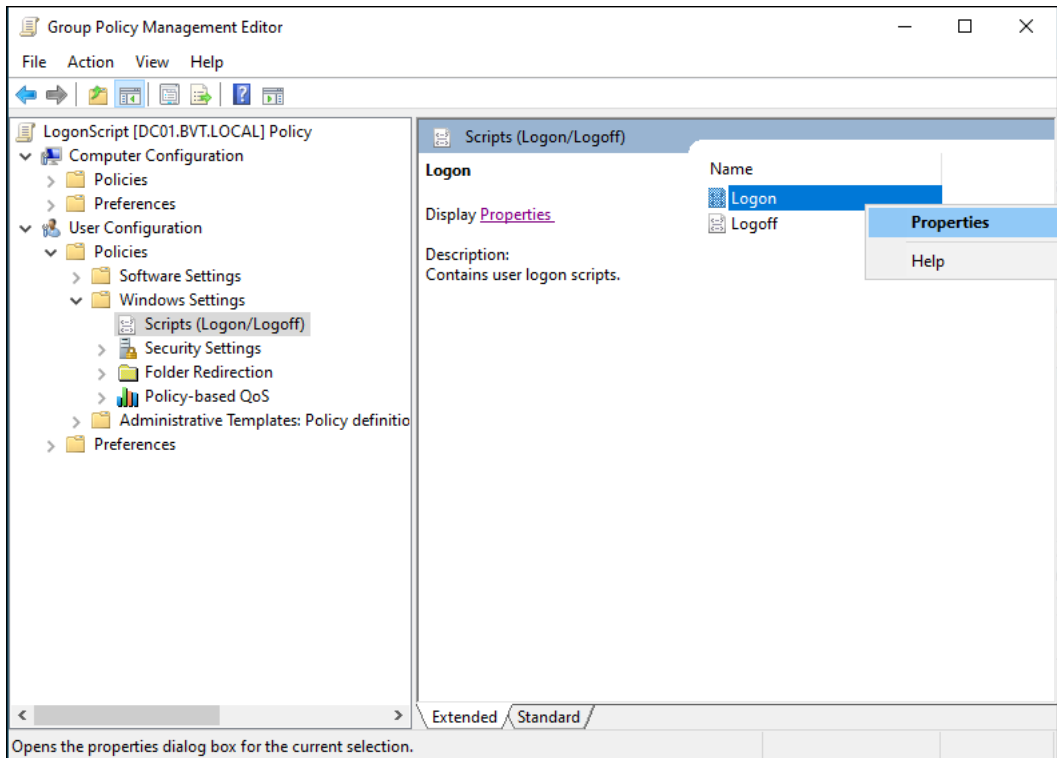 Group Policy Management Editor
File Action View Help
LogonScript [DC01.BVT.LOCAL] Policy
Computer Configuration
Policies
Preferences
User Configuration
Policies
Software Settings
Windows Settings
Scripts (Logon/Logoff)
Security Settings
Folder Redirection
Policy-based QoS
Administrative Templates: Policy definitio
Preferences
Scripts (Logon/Logoff)
Logon
Display Properties
Description:
Contains user logon scripts.
Name
Logon
Logoff
Properties
Help
Extended Standard
Opens the properties dialog box for the current selection.